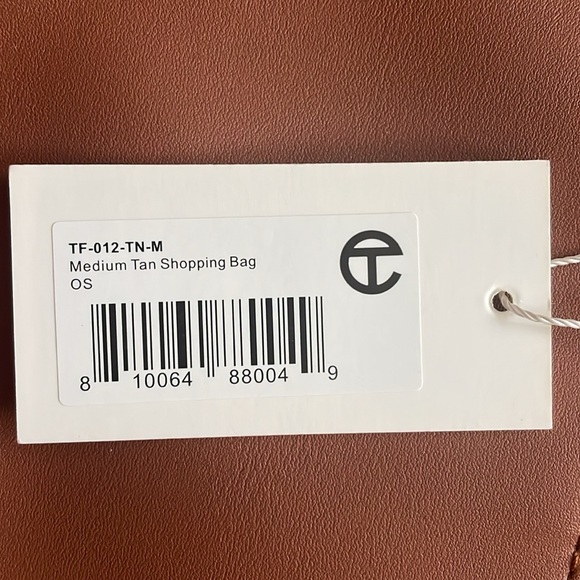 TF-012-TN-M
Medium Tan Shopping Bag
OS
8 10064 88004 9